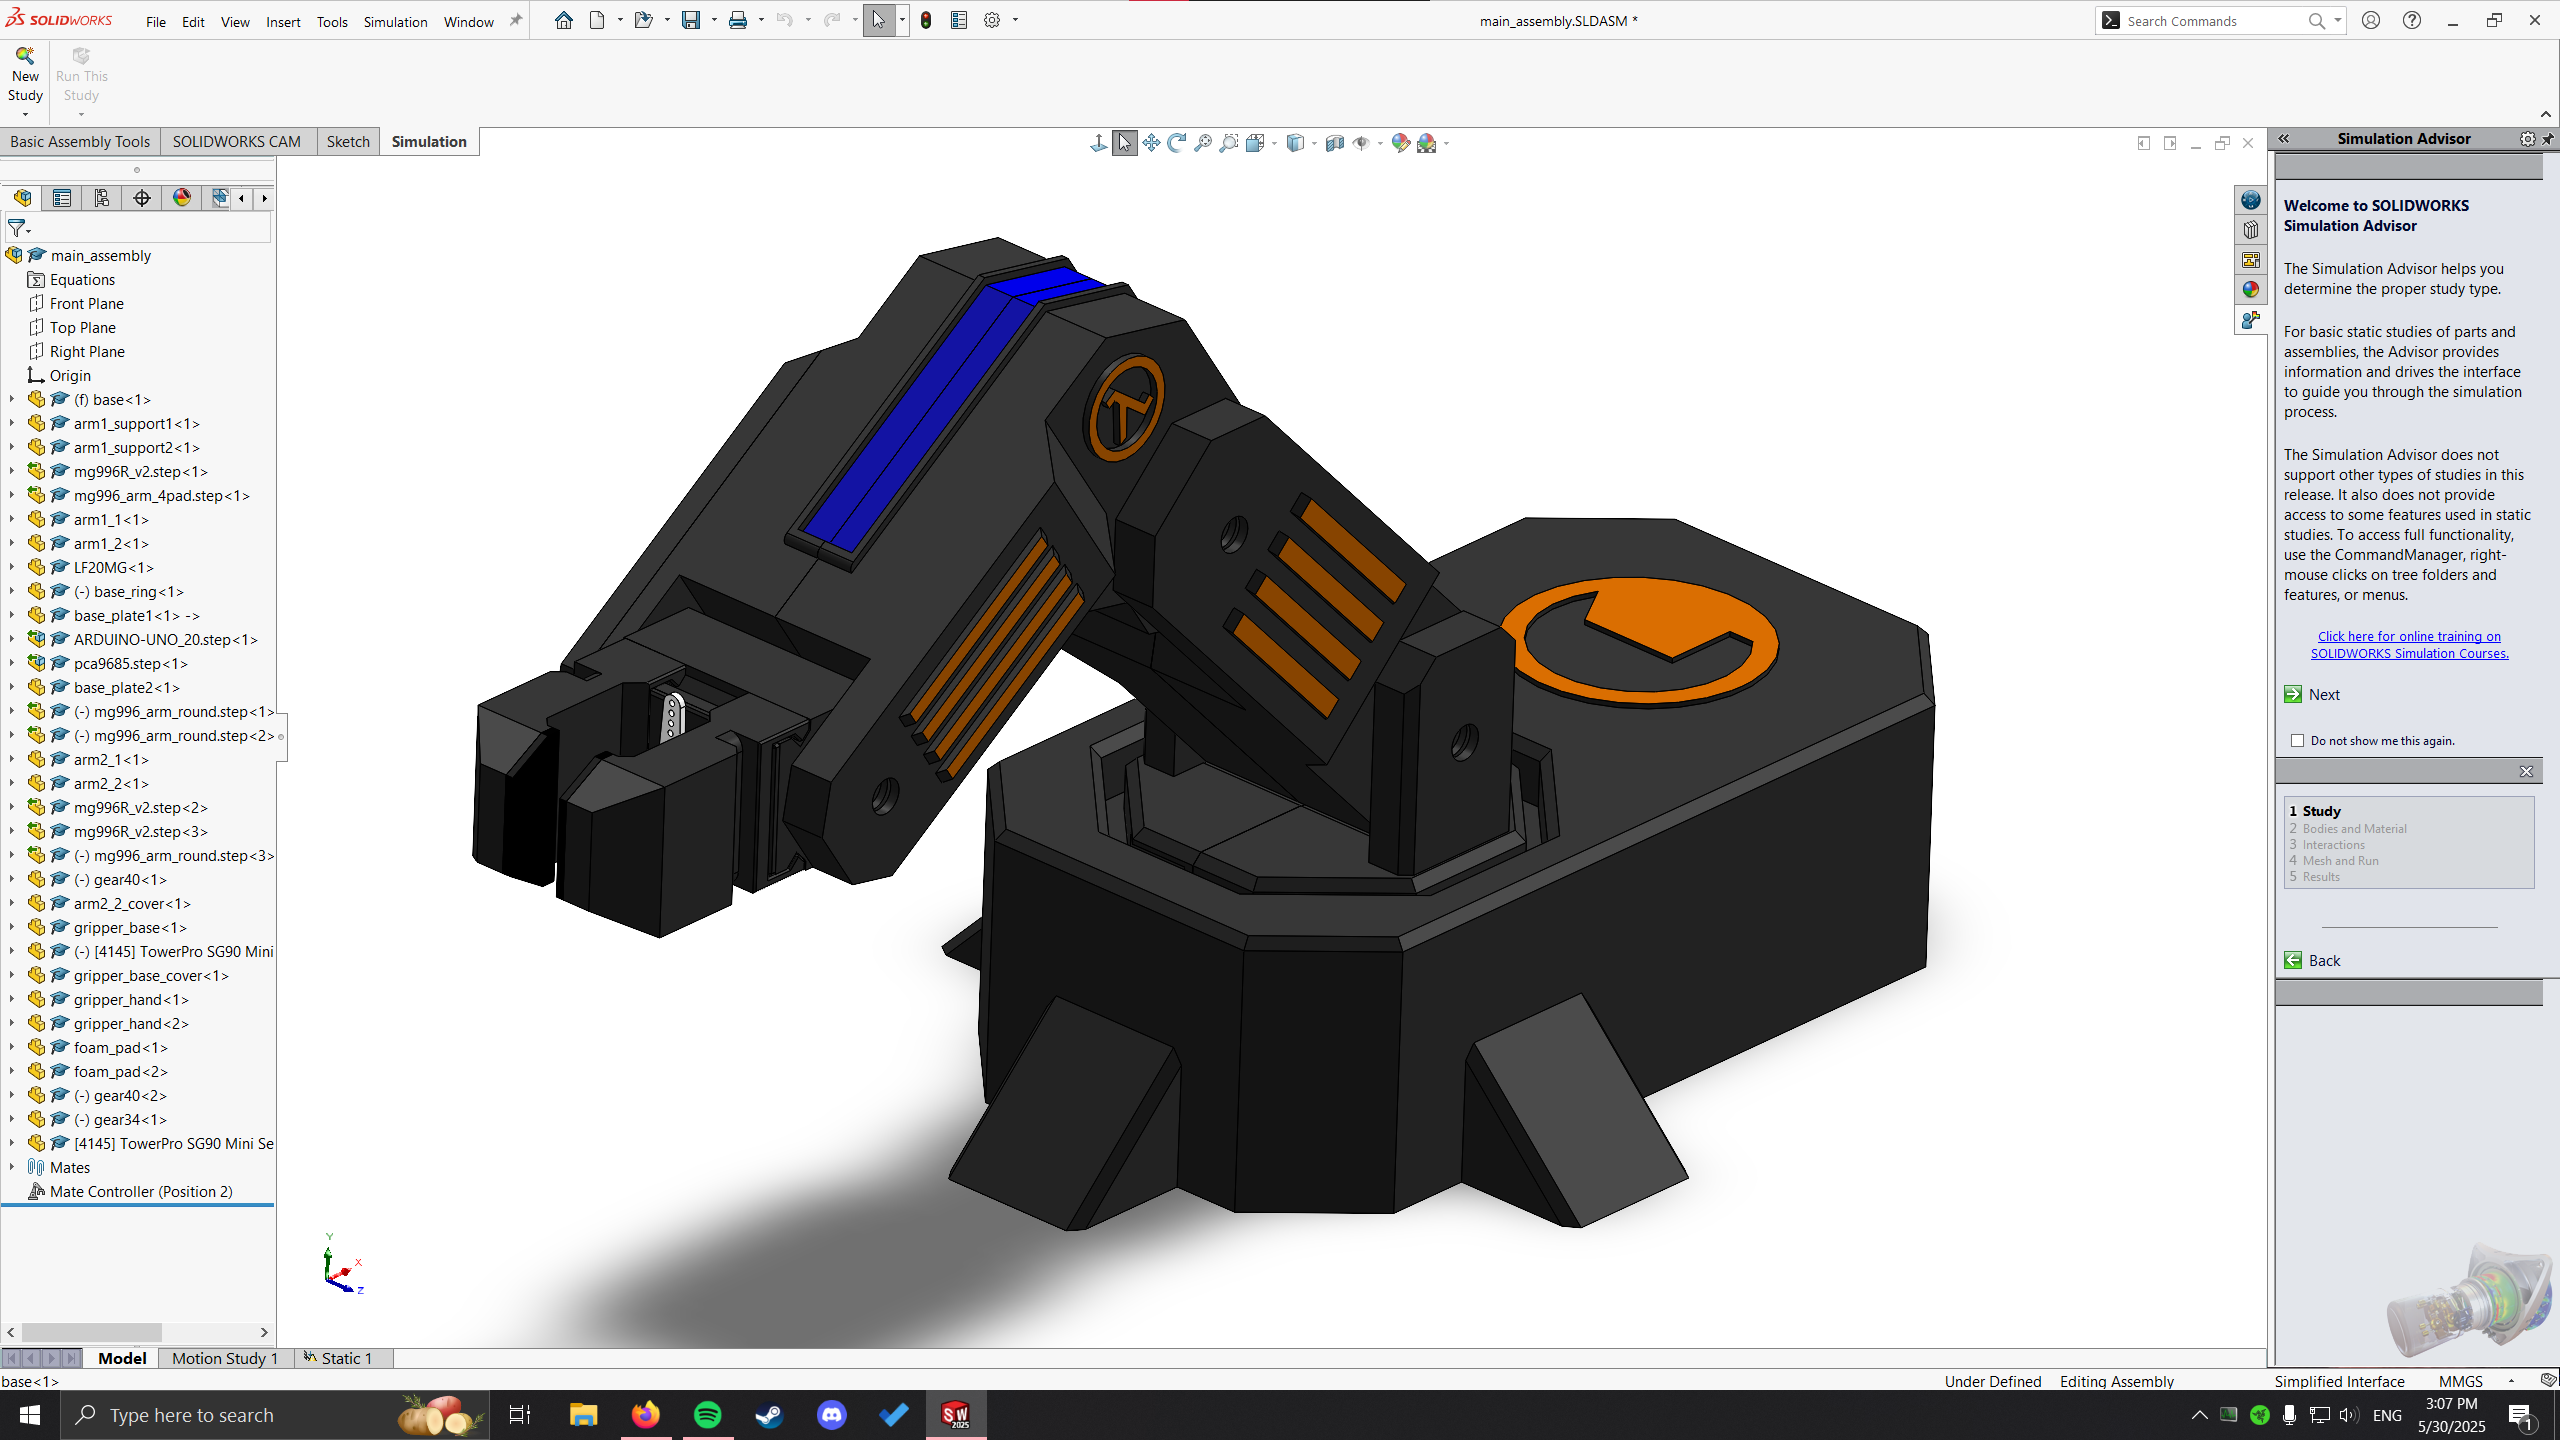 SOLIDWORKS File Edit View Insert Tools Simulation Window main_assembly.SLDASM * Search Commands
New Study
Run This Study
Basic Assembly Tools SOLIDWORKS CAM Sketch Simulation
main_assembly
Equations
Front Plane
Top Plane
Right Plane
Origin
(f) base<1>
arm1_support1<1>
arm1_support2<1>
mg996R_v2.step<1>
mg996_arm_4pad.step<1>
arm1_1<1>
arm1_2<1>
LF20MG<1>
(-) base_ring<1>
base_plate1<1> ->
ARDUINO-UNO_20.step<1>
pca9685.step<1>
base_plate2<1>
(-) mg996_arm_round.step<1>
(-) mg996_arm_round.step<2>
arm2_1<1>
arm2_2<1>
mg996R_v2.step<2>
mg996R_v2.step<3>
(-) mg996_arm_round.step<3>
(-) gear40<1>
arm2_2_cover<1>
gripper_base<1>
(-) [4145] TowerPro SG90 Mini
gripper_base_cover<1>
gripper_hand<1>
gripper_hand<2>
foam_pad<1>
foam_pad<2>
(-) gear40<2>
(-) gear34<1>
[4145] TowerPro SG90 Mini Se
Mates
Mate Controller (Position 2)
Y
X
Z
Simulation Advisor
Welcome to SOLIDWORKS
Simulation Advisor
The Simulation Advisor helps you
determine the proper study type.
For basic static studies of parts and
assemblies, the Advisor provides
information and drives the interface
to guide you through the simulation
process.
The Simulation Advisor does not
support other types of studies in this
release. It also does not provide
access to some features used in static
studies. To access full functionality,
use the CommandManager, right-
mouse clicks on tree folders and
features, or menus.
Click here for online training on
SOLIDWORKS Simulation Courses.
Next
Do not show me this again.
1 Study
2 Bodies and Material
3 Interactions
4 Mesh and Run
5 Results
Back
Model Motion Study 1 Static 1
base<1> Under Defined Editing Assembly Simplified Interface MMGS
Type here to search SW 2025 ENG 3:07 PM
5/30/2025 1